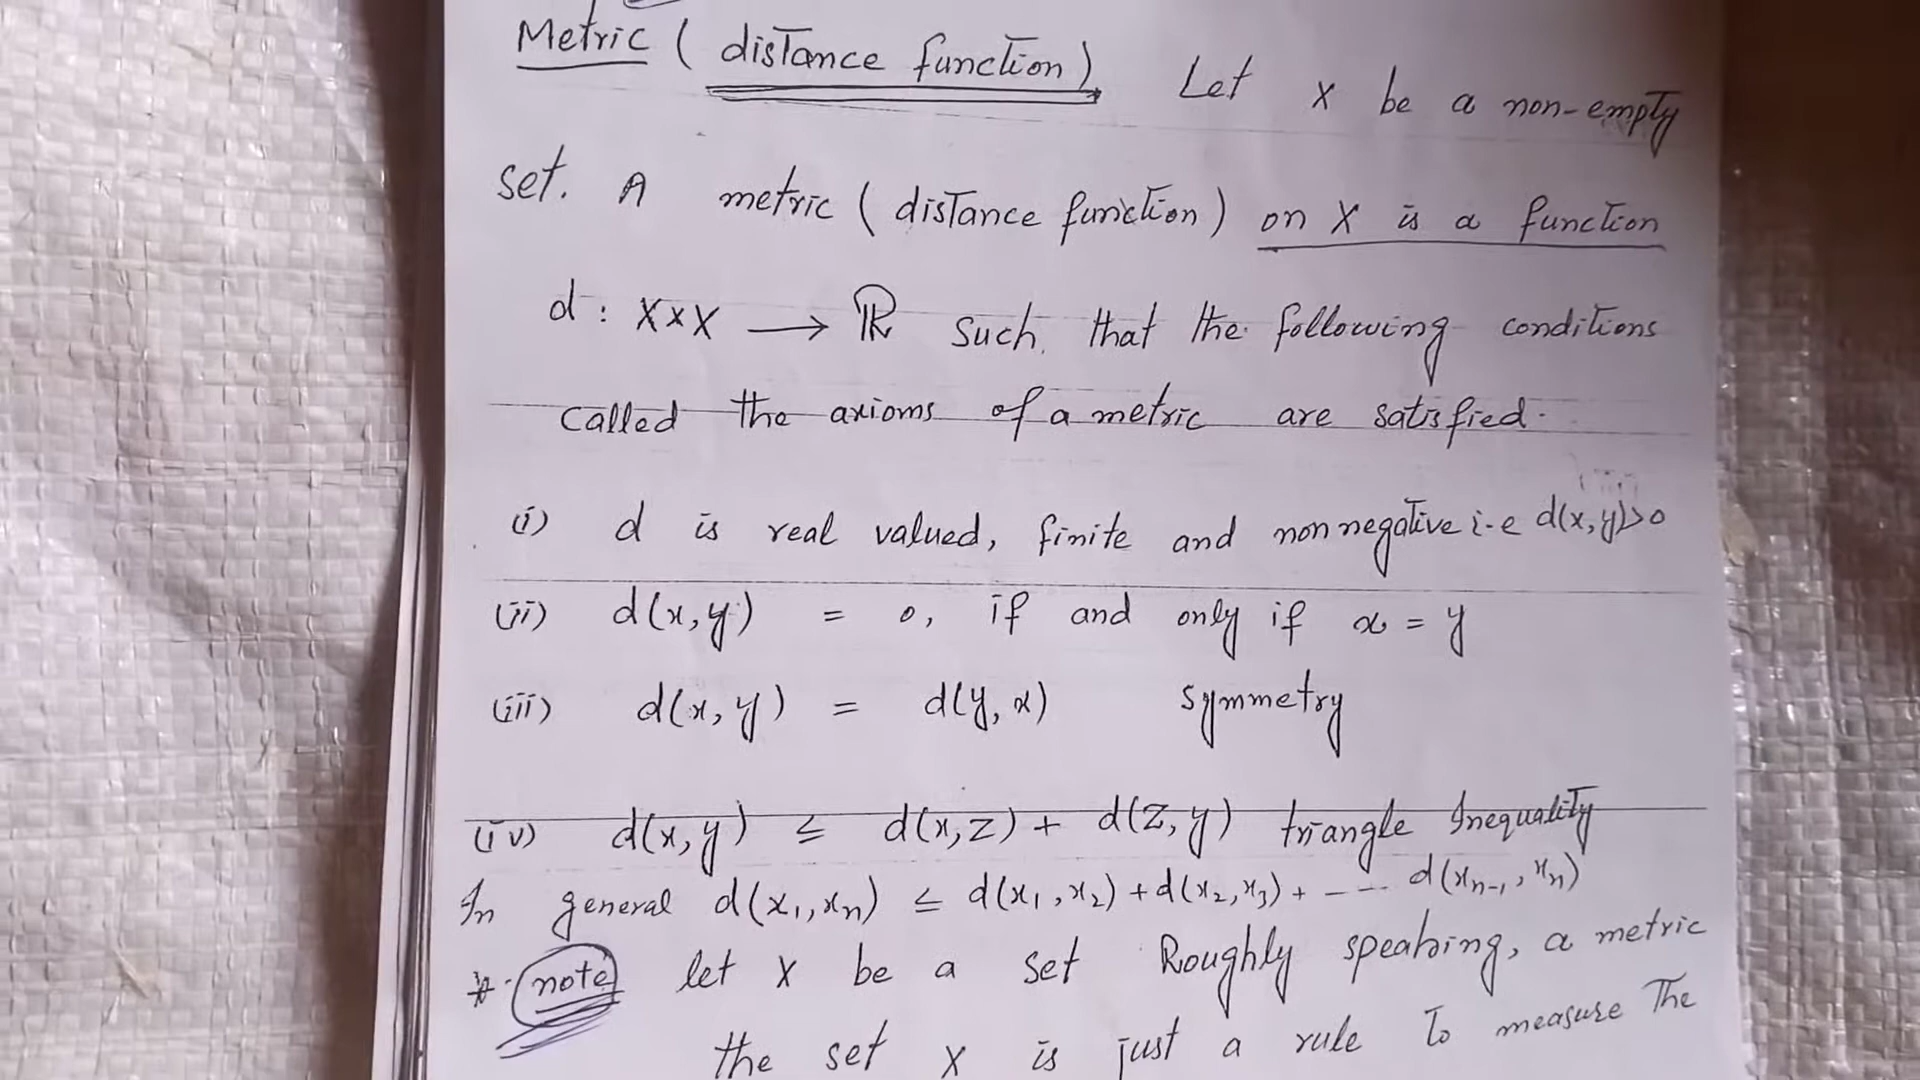 Metric (distance function) Let X be a non-empty
set. A metric (distance function) on X is a function
d : X×X ⟶ ℝ such that the following conditions
called the axioms of a metric are satisfied.
(i) d is real valued, finite and non negative i-e d(x,y)>0
(ii) d(x,y) = 0, if and only if x = y
(iii) d(x,y) = d(y,x) symmetry
(iv) d(x,y) ≤ d(x,z) + d(z,y) triangle Inequality
In general d(x₁,xₙ) ≤ d(x₁,x₂) + d(x₂,x₃) + ---- d(xₙ₋₁,xₙ)
* note let X be a set Roughly speaking, a metric
the set X is just a rule To measure The